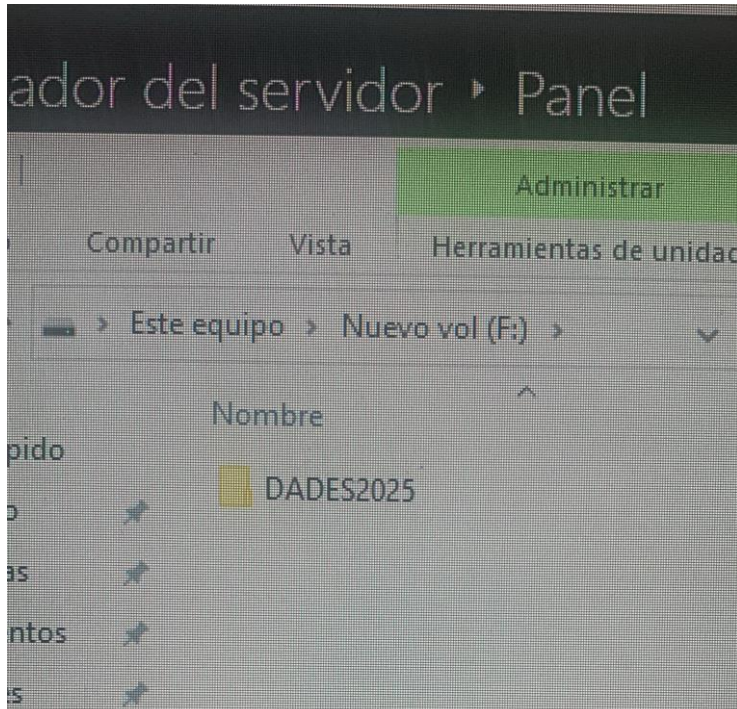 ador del servidor ‣ Panel
Administrar
Compartir Vista Herramientas de unidad
> Este equipo > Nuevo vol (F:) >
Nombre
pido
DADES2025
as
ntos